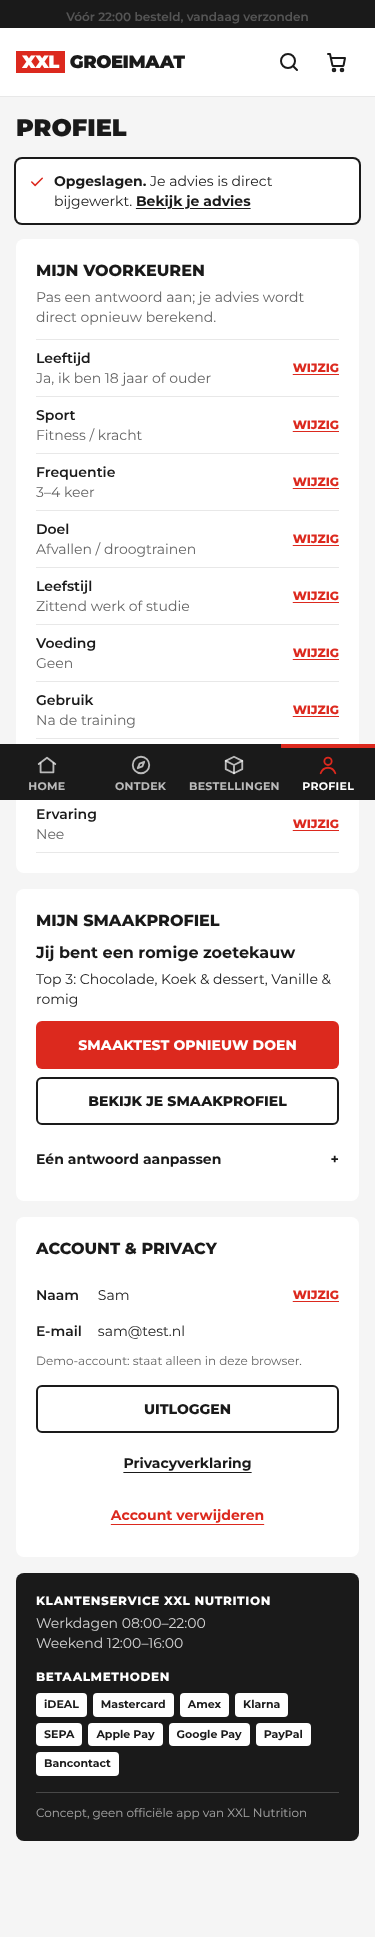 Vóór 22:00 besteld, vandaag verzonden
XXL GROEIMAAT
PROFIEL
Opgeslagen. Je advies is direct
bijgewerkt. Bekijk je advies
MIJN VOORKEUREN
Pas een antwoord aan; je advies wordt
direct opnieuw berekend.
Leeftijd
Ja, ik ben 18 jaar of ouder
WIJZIG
Sport
Fitness / kracht
WIJZIG
Frequentie
3–4 keer
WIJZIG
Doel
Afvallen / droogtrainen
WIJZIG
Leefstijl
Zittend werk of studie
WIJZIG
Voeding
Geen
WIJZIG
Gebruik
Na de training
WIJZIG
HOME ONTDEK BESTELLINGEN PROFIEL
Ervaring
Nee
WIJZIG
MIJN SMAAKPROFIEL
Jij bent een romige zoetekauw
Top 3: Chocolade, Koek & dessert, Vanille &
romig
SMAAKTEST OPNIEUW DOEN
BEKIJK JE SMAAKPROFIEL
Eén antwoord aanpassen +
ACCOUNT & PRIVACY
Naam Sam WIJZIG
E-mail sam@test.nl
Demo-account: staat alleen in deze browser.
UITLOGGEN
Privacyverklaring
Account verwijderen
KLANTENSERVICE XXL NUTRITION
Werkdagen 08:00–22:00
Weekend 12:00–16:00
BETAALMETHODEN
iDEAL Mastercard Amex Klarna
SEPA Apple Pay Google Pay PayPal
Bancontact
Concept, geen officiële app van XXL Nutrition